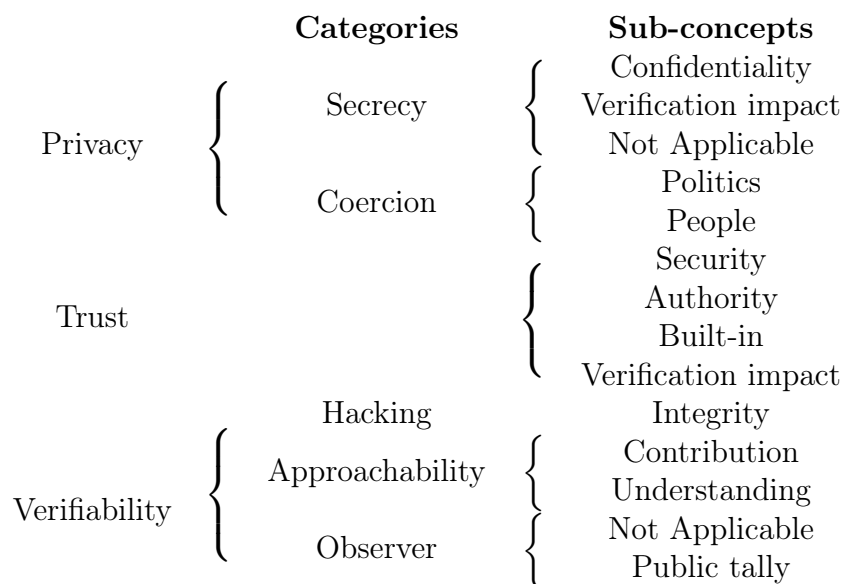 Categories Sub-concepts
Confidentiality
Secrecy Verification impact
Privacy Not Applicable
Coercion Politics
People
Security
Trust Authority
Built-in
Verification impact
Hacking Integrity
Approachability Contribution
Understanding
Verifiability Not Applicable
Observer Public tally